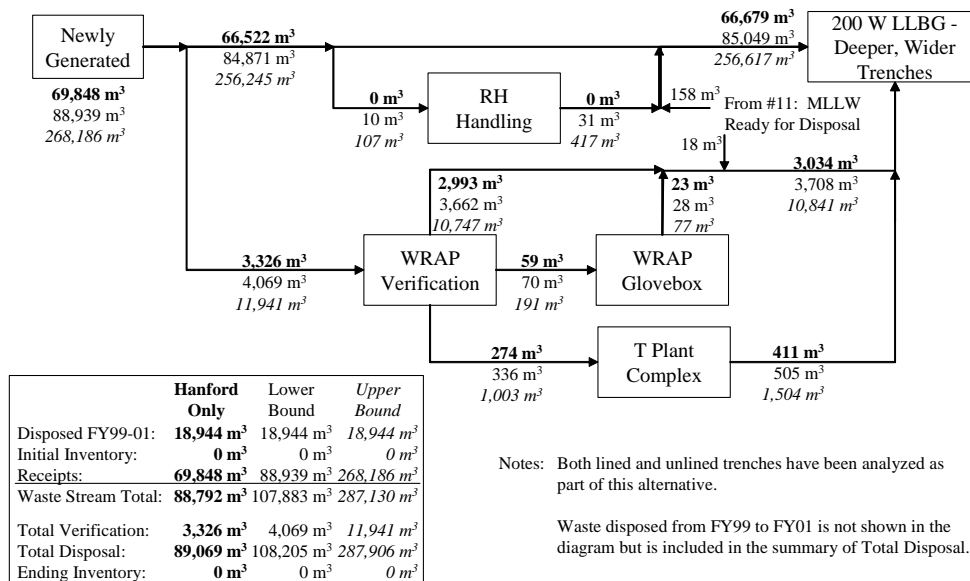 Newly
Generated
69,848 m³
88,939 m³
268,186 m³
66,522 m³
84,871 m³
256,245 m³
66,679 m³
85,049 m³
256,617 m³
200 W LLBG -
Deeper, Wider
Trenches
0 m³
10 m³
107 m³
RH
Handling
0 m³
31 m³
417 m³
158 m³
From #11: MLLW
Ready for Disposal
18 m³
2,993 m³
3,662 m³
10,747 m³
23 m³
28 m³
77 m³
3,034 m³
3,708 m³
10,841 m³
3,326 m³
4,069 m³
11,941 m³
WRAP
Verification
59 m³
70 m³
191 m³
WRAP
Glovebox
274 m³
336 m³
1,003 m³
T Plant
Complex
411 m³
505 m³
1,504 m³
Hanford Lower Upper
Only Bound Bound
Disposed FY99-01: 18,944 m³ 18,944 m³ 18,944 m³
Initial Inventory: 0 m³ 0 m³ 0 m³
Receipts: 69,848 m³ 88,939 m³ 268,186 m³
Waste Stream Total: 88,792 m³ 107,883 m³ 287,130 m³
Total Verification: 3,326 m³ 4,069 m³ 11,941 m³
Total Disposal: 89,069 m³ 108,205 m³ 287,906 m³
Ending Inventory: 0 m³ 0 m³ 0 m³
Notes: Both lined and unlined trenches have been analyzed as
part of this alternative.
Waste disposed from FY99 to FY01 is not shown in the
diagram but is included in the summary of Total Disposal.